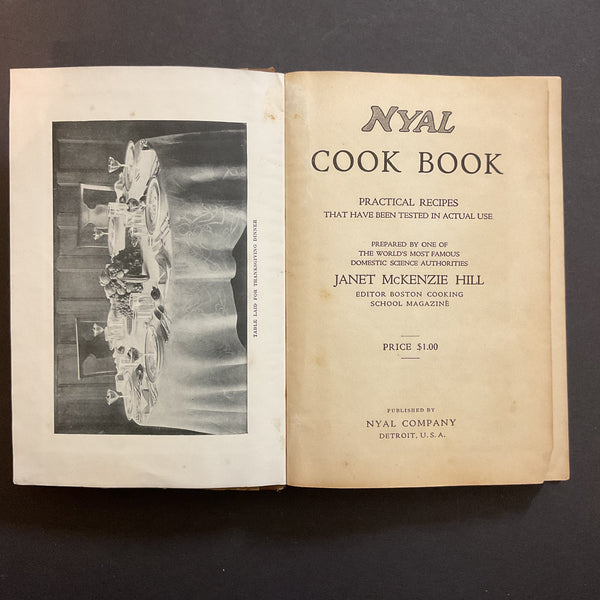 TABLE LAID FOR THANKSGIVING DINNER
NYAL
COOK BOOK
PRACTICAL RECIPES
THAT HAVE BEEN TESTED IN ACTUAL USE
PREPARED BY ONE OF
THE WORLD'S MOST FAMOUS
DOMESTIC SCIENCE AUTHORITIES
JANET McKENZIE HILL
EDITOR BOSTON COOKING
SCHOOL MAGAZINE
PRICE $1.00
PUBLISHED BY
NYAL COMPANY
DETROIT, U.S.A.